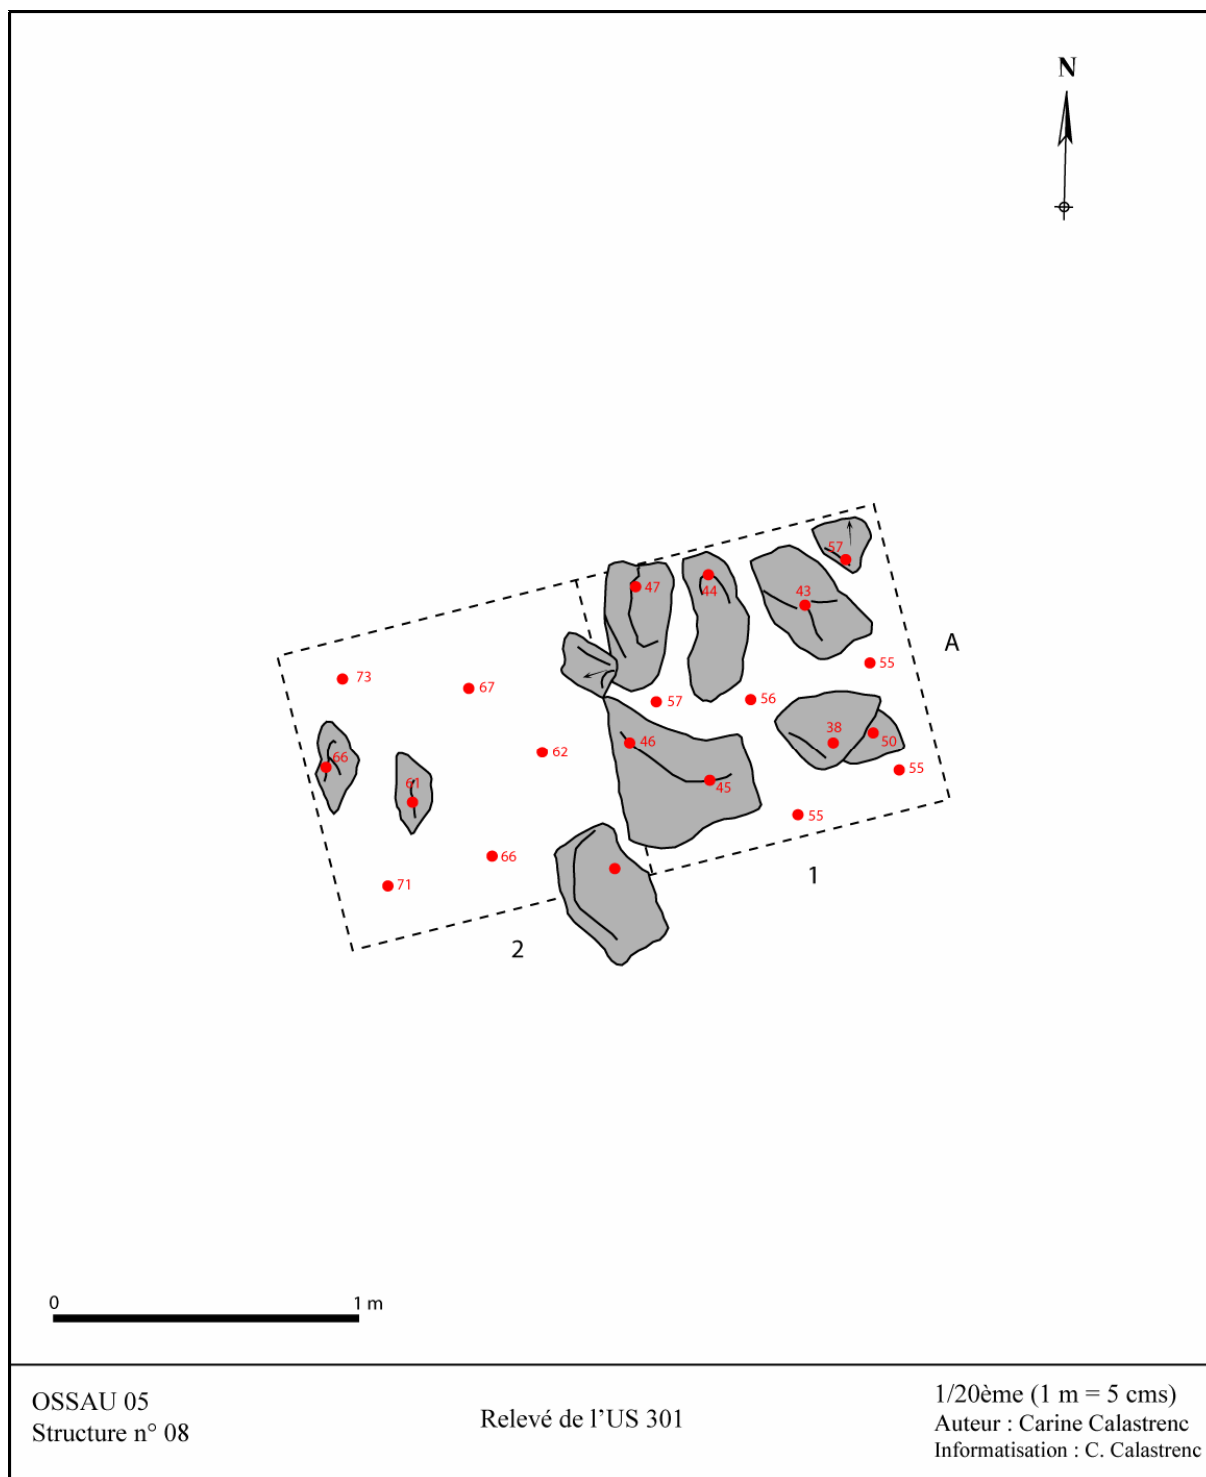 N
57
47
44
43
A
55
73
67
57
56
46
38
50
62
66
61
45
55
55
66
71
1
2
0 1 m
OSSAU 05
Structure n° 08
Relevé de l'US 301
1/20ème (1 m = 5 cms)
Auteur : Carine Calastrenc
Informatisation : C. Calastrenc